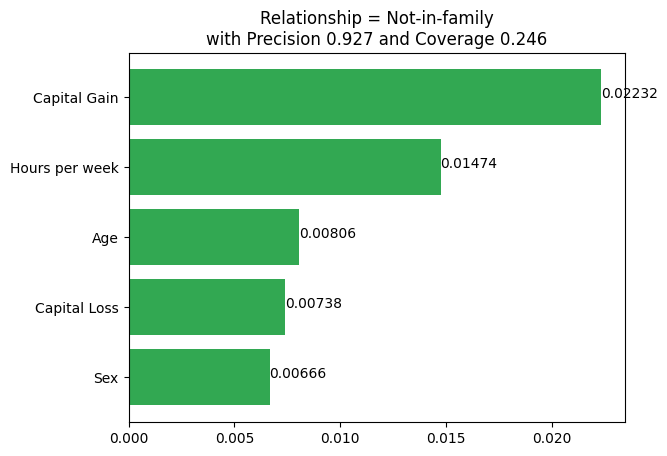 Relationship = Not-in-family
with Precision 0.927 and Coverage 0.246
Capital Gain
0.02232
Hours per week
0.01474
Age
0.00806
Capital Loss
0.00738
Sex
0.00666
0.000 0.005 0.010 0.015 0.020